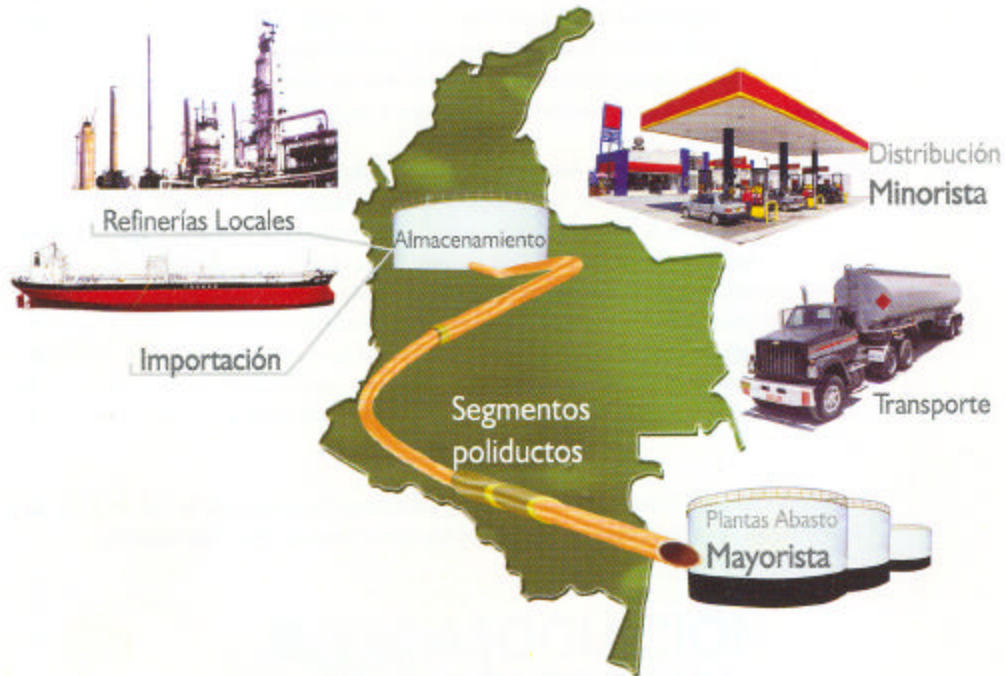 Refinerías Locales
Importación
Almacenamiento
Segmentos
poliductos
Distribución
Minorista
Transporte
Plantas Abasto
Mayorista